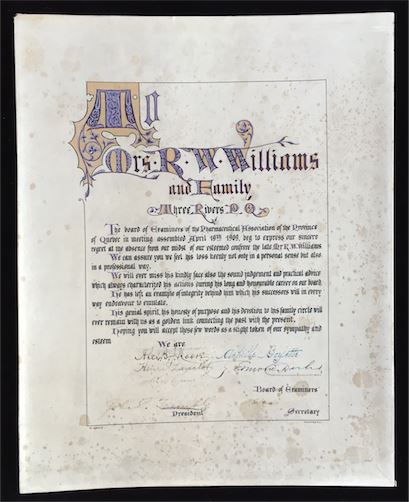 To
Mrs. R. W. Williams
and Family
Three Rivers P. Q.
The board of Examiners of the Pharmaceutical Association of the Province
of Quebec in meeting assembled April 18TH 1909, beg to express our sincere
regret at the absence from our midst of our esteemed confrere the late Mr R. W. Williams
We can assure you we feel his loss keenly not only in a personal sense but also
in a professional way.
We will ever miss his kindly face also the sound judgement and practical advice
which always characterized his actions during his long and honourable career on our board.
He has left an example of integrity behind him which his successors will in every
way endeavour to emulate.
His genial spirit, his honesty of purpose and his devotion to his family circle will
ever remain with us as a golden link connecting the past with the present.
Hoping you will accept these few words as a slight token of our sympathy and
esteem
We are
Board of Examiners
President Secretary